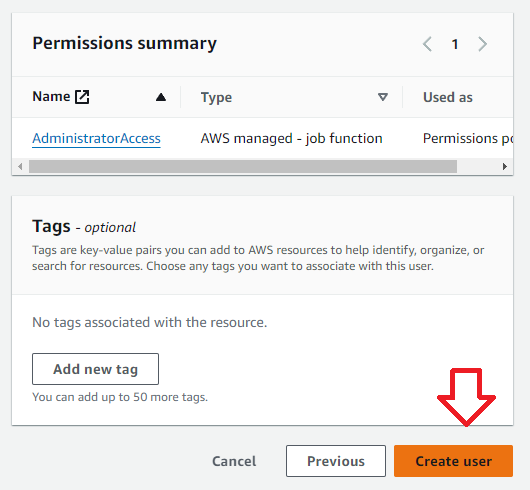 Permissions summary
1
Name Type Used as
AdministratorAccess AWS managed - job function Permissions
Tags - optional
Tags are key-value pairs you can add to AWS resources to help identify, organize, or
search for resources. Choose any tags you want to associate with this user.
No tags associated with the resource.
Add new tag
You can add up to 50 more tags.
Cancel Previous Create user